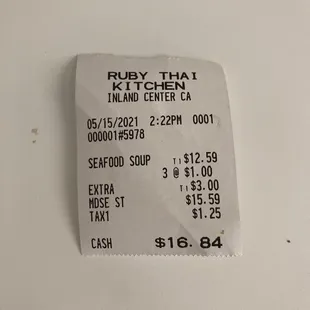 RUBY THAI
KITCHEN
INLAND CENTER CA
05/15/2021 2:22PM 0001
000001#5978
SEAFOOD SOUP T1 $12.59
3 @ $1.00
EXTRA T1 $3.00
MDSE ST $15.59
TAX1 $1.25
CASH $16.84